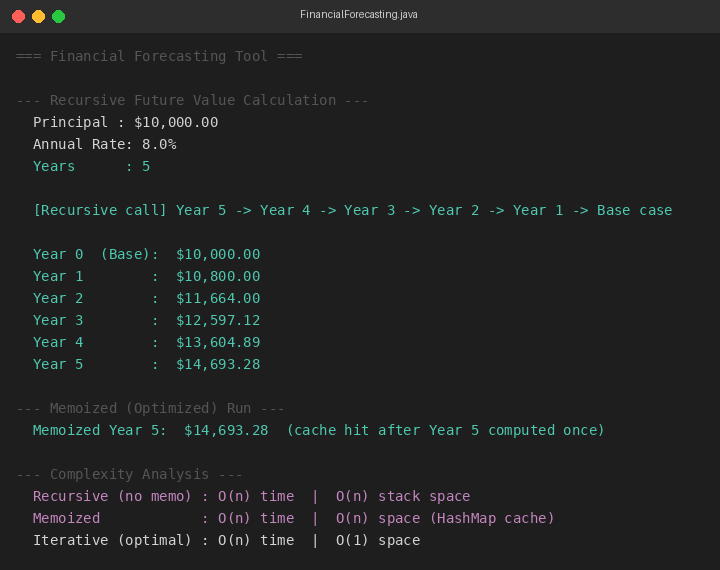 FinancialForecasting.java
=== Financial Forecasting Tool ===
--- Recursive Future Value Calculation ---
Principal : $10,000.00
Annual Rate: 8.0%
Years      : 5
[Recursive call] Year 5 -> Year 4 -> Year 3 -> Year 2 -> Year 1 -> Base case
Year 0  (Base):  $10,000.00
Year 1        :  $10,800.00
Year 2        :  $11,664.00
Year 3        :  $12,597.12
Year 4        :  $13,604.89
Year 5        :  $14,693.28
--- Memoized (Optimized) Run ---
Memoized Year 5:  $14,693.28  (cache hit after Year 5 computed once)
--- Complexity Analysis ---
Recursive (no memo) : O(n) time  |  O(n) stack space
Memoized            : O(n) time  |  O(n) space (HashMap cache)
Iterative (optimal) : O(n) time  |  O(1) space